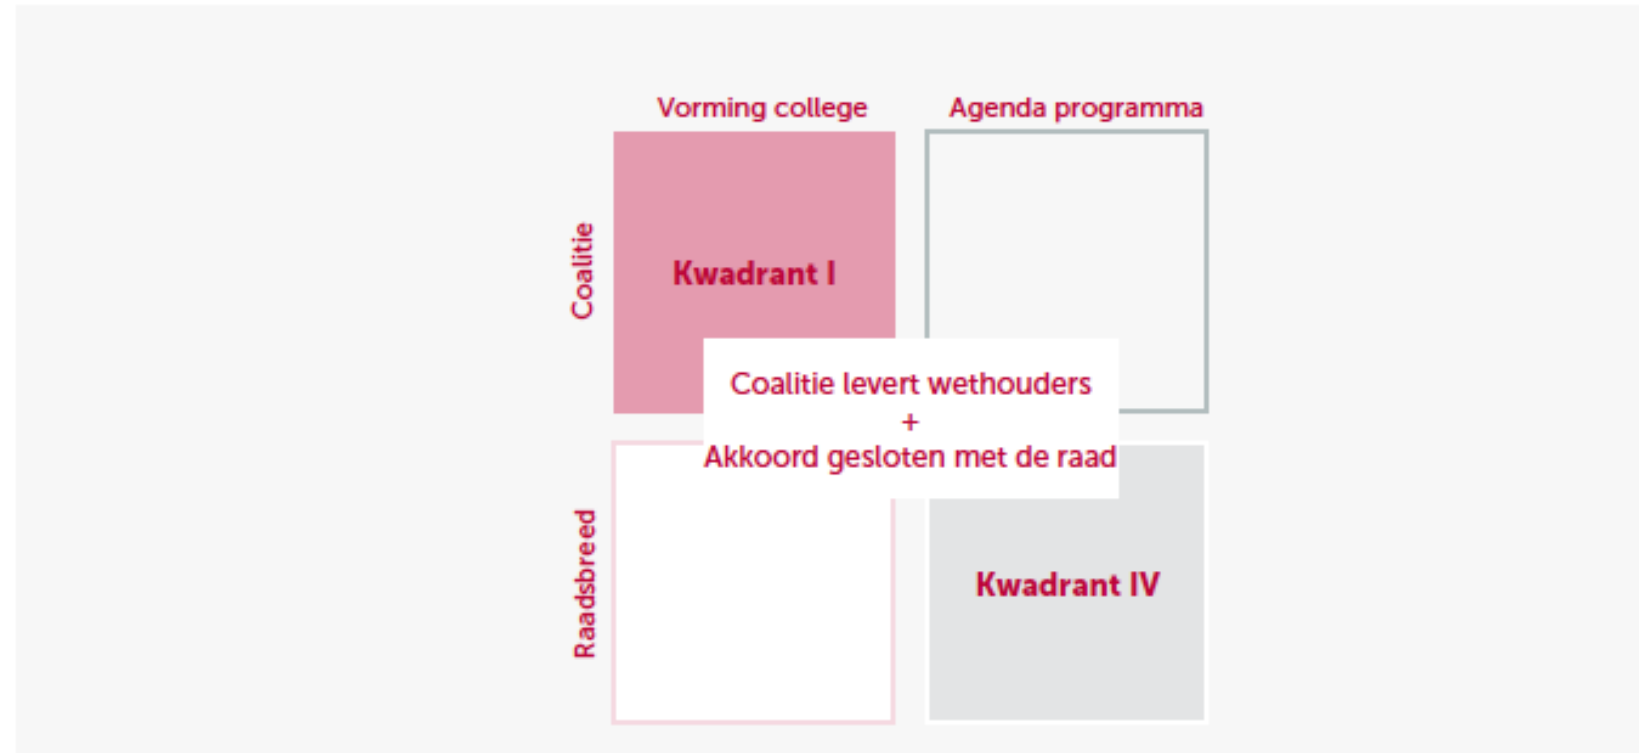 Vorming college
Agenda programma
Coalitie
Kwadrant I
Coalitie levert wethouders
+
Akkoord gesloten met de raad
Raadsbreed
Kwadrant IV